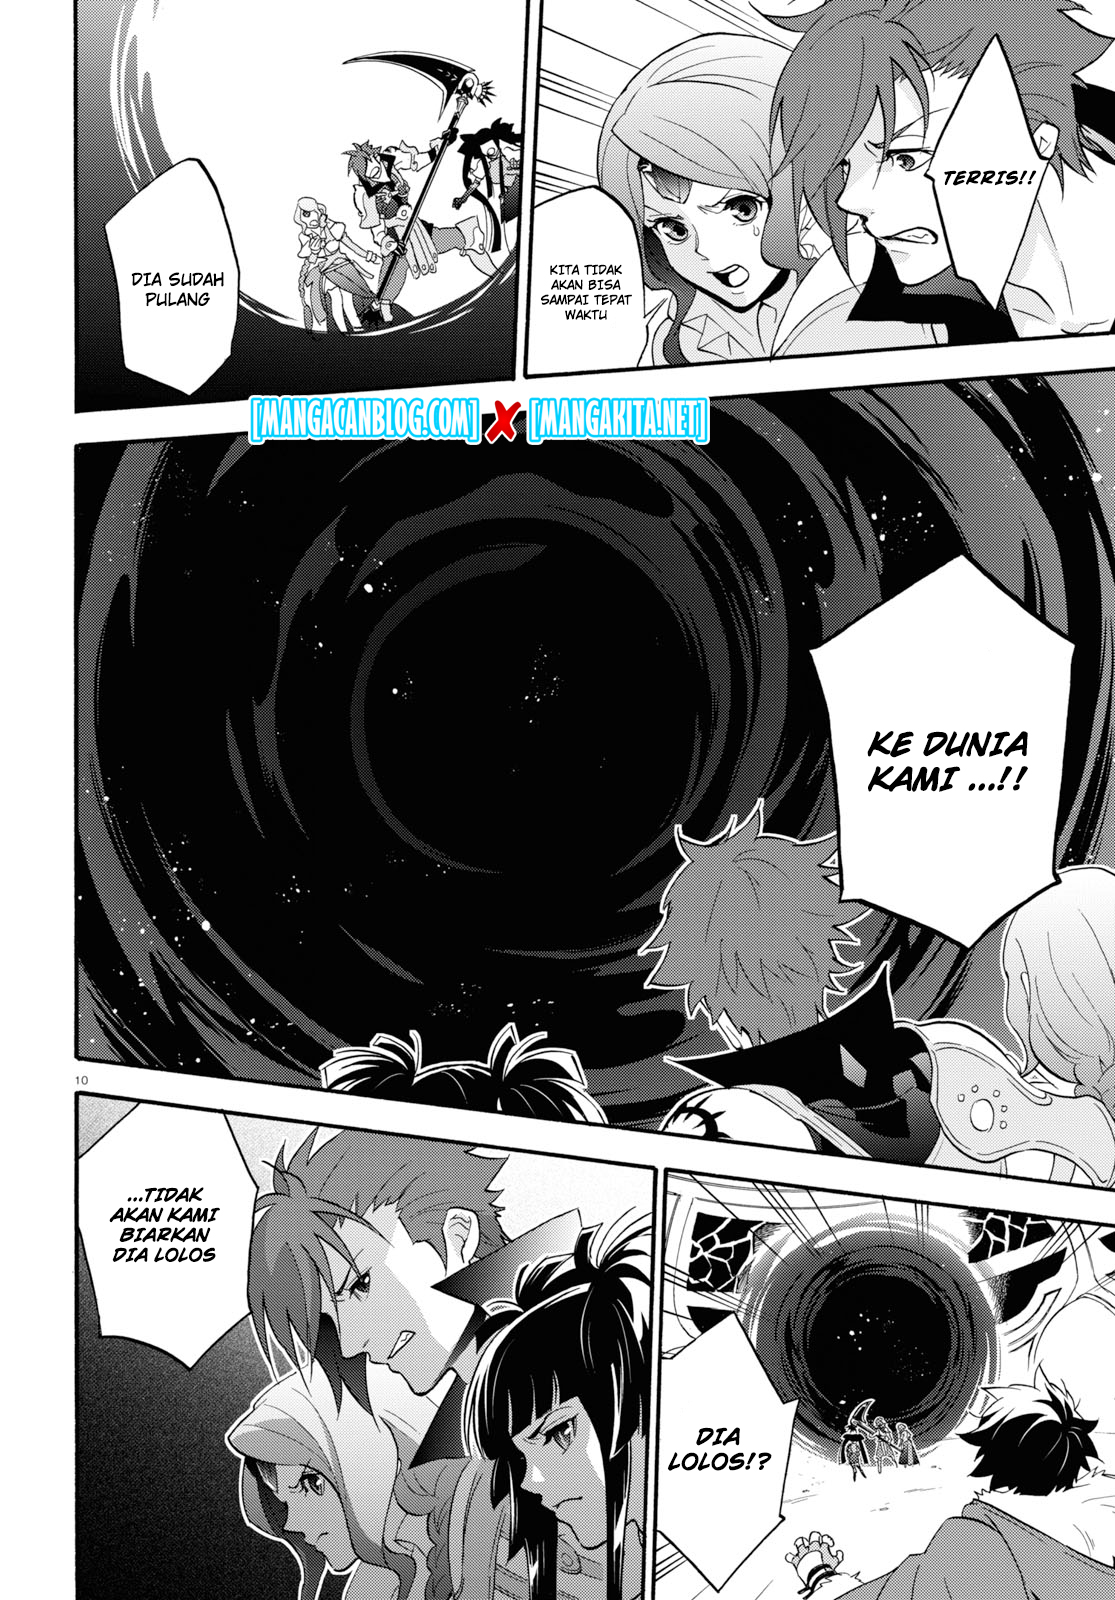 TERRIS!!
KITA TIDAK
AKAN BISA
SAMPAI TEPAT
WAKTU
DIA SUDAH
PULANG
[MANGACANBLOG.COM] X [MANGAKITA.NET]
KE DUNIA
KAMI ...!!
10
DIA
LOLOS!?
...TIDAK
AKAN KAMI
BIARKAN
DIA LOLOS